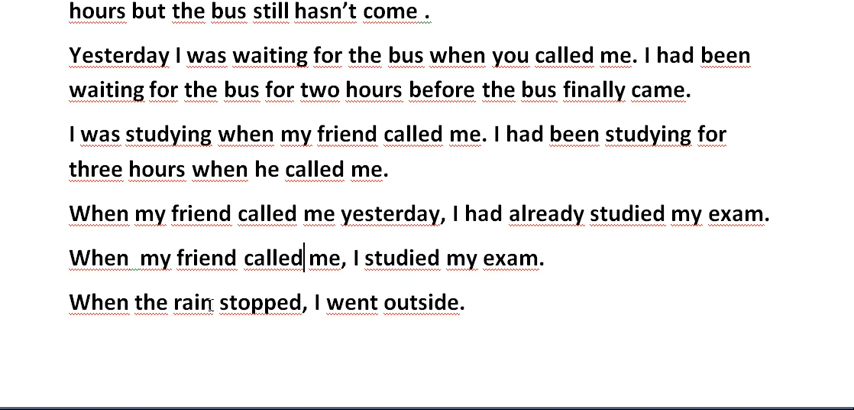 hours but the bus still hasn’t come .
Yesterday I was waiting for the bus when you called me. I had been
waiting for the bus for two hours before the bus finally came.
I was studying when my friend called me. I had been studying for
three hours when he called me.
When my friend called me yesterday, I had already studied my exam.
When  my friend called me, I studied my exam.
When the rain stopped, I went outside.